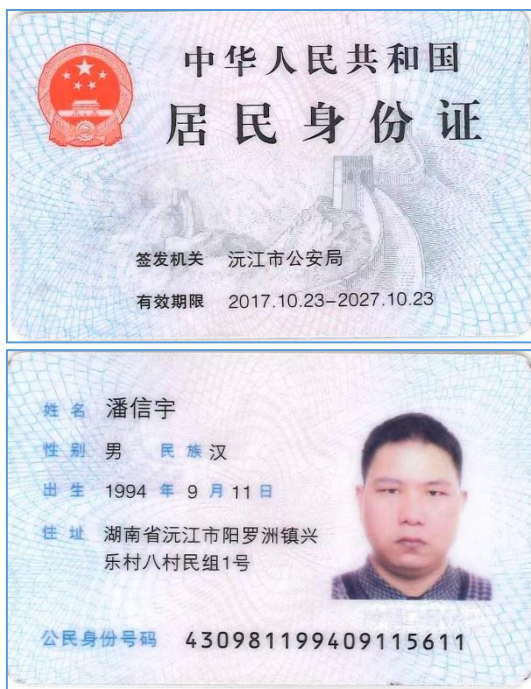 中华人民共和国
居民身份证
签发机关 沅江市公安局
有效期限 2017.10.23-2027.10.23
姓名 潘信宇
性别 男 民族 汉
出生 1994 年 9 月 11 日
住址 湖南省沅江市阳罗洲镇兴
乐村八村民组1号
公民身份号码 430981199409115611